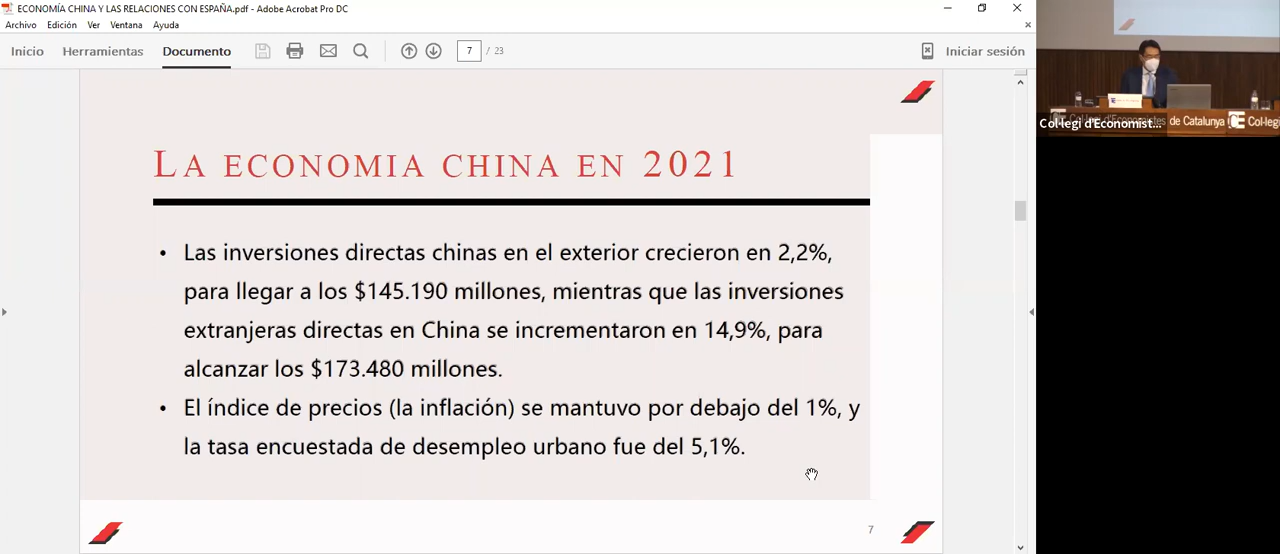 ECONOMÍA CHINA Y LAS RELACIONES CON ESPAÑA.pdf - Adobe Acrobat Pro DC
Archivo Edición Ver Ventana Ayuda
Inicio Herramientas Documento 7 / 23 Iniciar sesión
LA ECONOMIA CHINA EN 2021
• Las inversiones directas chinas en el exterior crecieron en 2,2%,
para llegar a los $145.190 millones, mientras que las inversiones
extranjeras directas en China se incrementaron en 14,9%, para
alcanzar los $173.480 millones.
• El índice de precios (la inflación) se mantuvo por debajo del 1%, y
la tasa encuestada de desempleo urbano fue del 5,1%.
7
Col·legi d'Economistes de Catalunya Col·legi
Col·legi d'Economist...